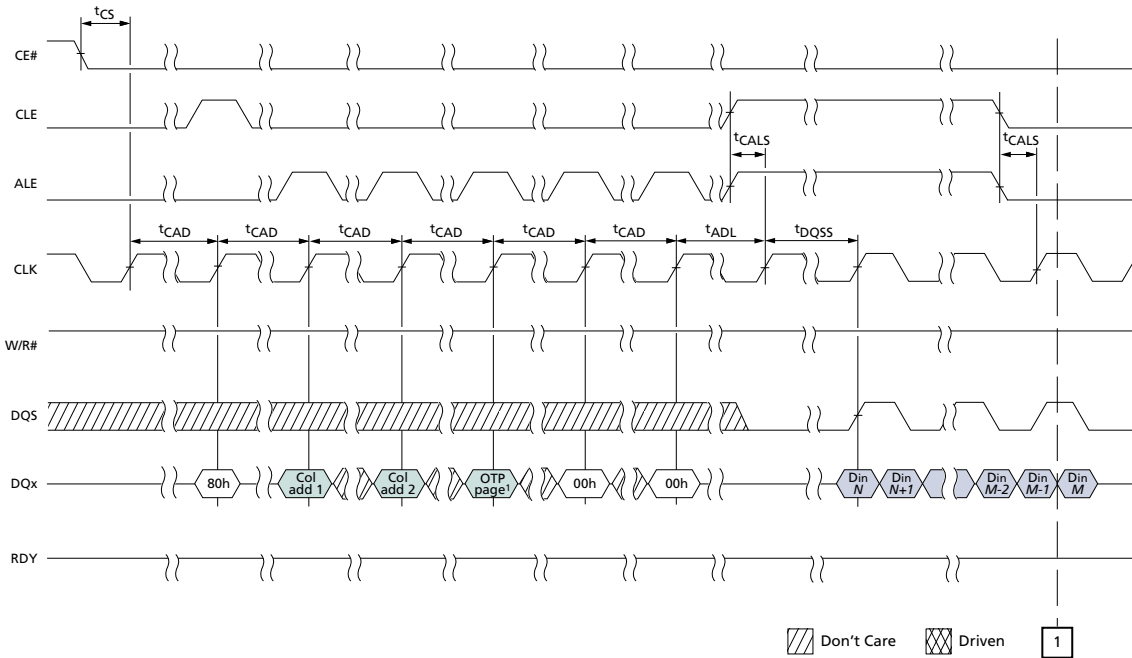 tCS
CE#
CLE
tCALS
tCALS
ALE
tCAD
tCAD
tCAD
tCAD
tCAD
tCAD
tADL
tDQSS
CLK
W/R#
DQS
DQx
80h
Col
add 1
Col
add 2
OTP
page1
00h
00h
Din
N
Din
N+1
Din
M-2
Din
M-1
Din
M
RDY
Don't Care
Driven
1